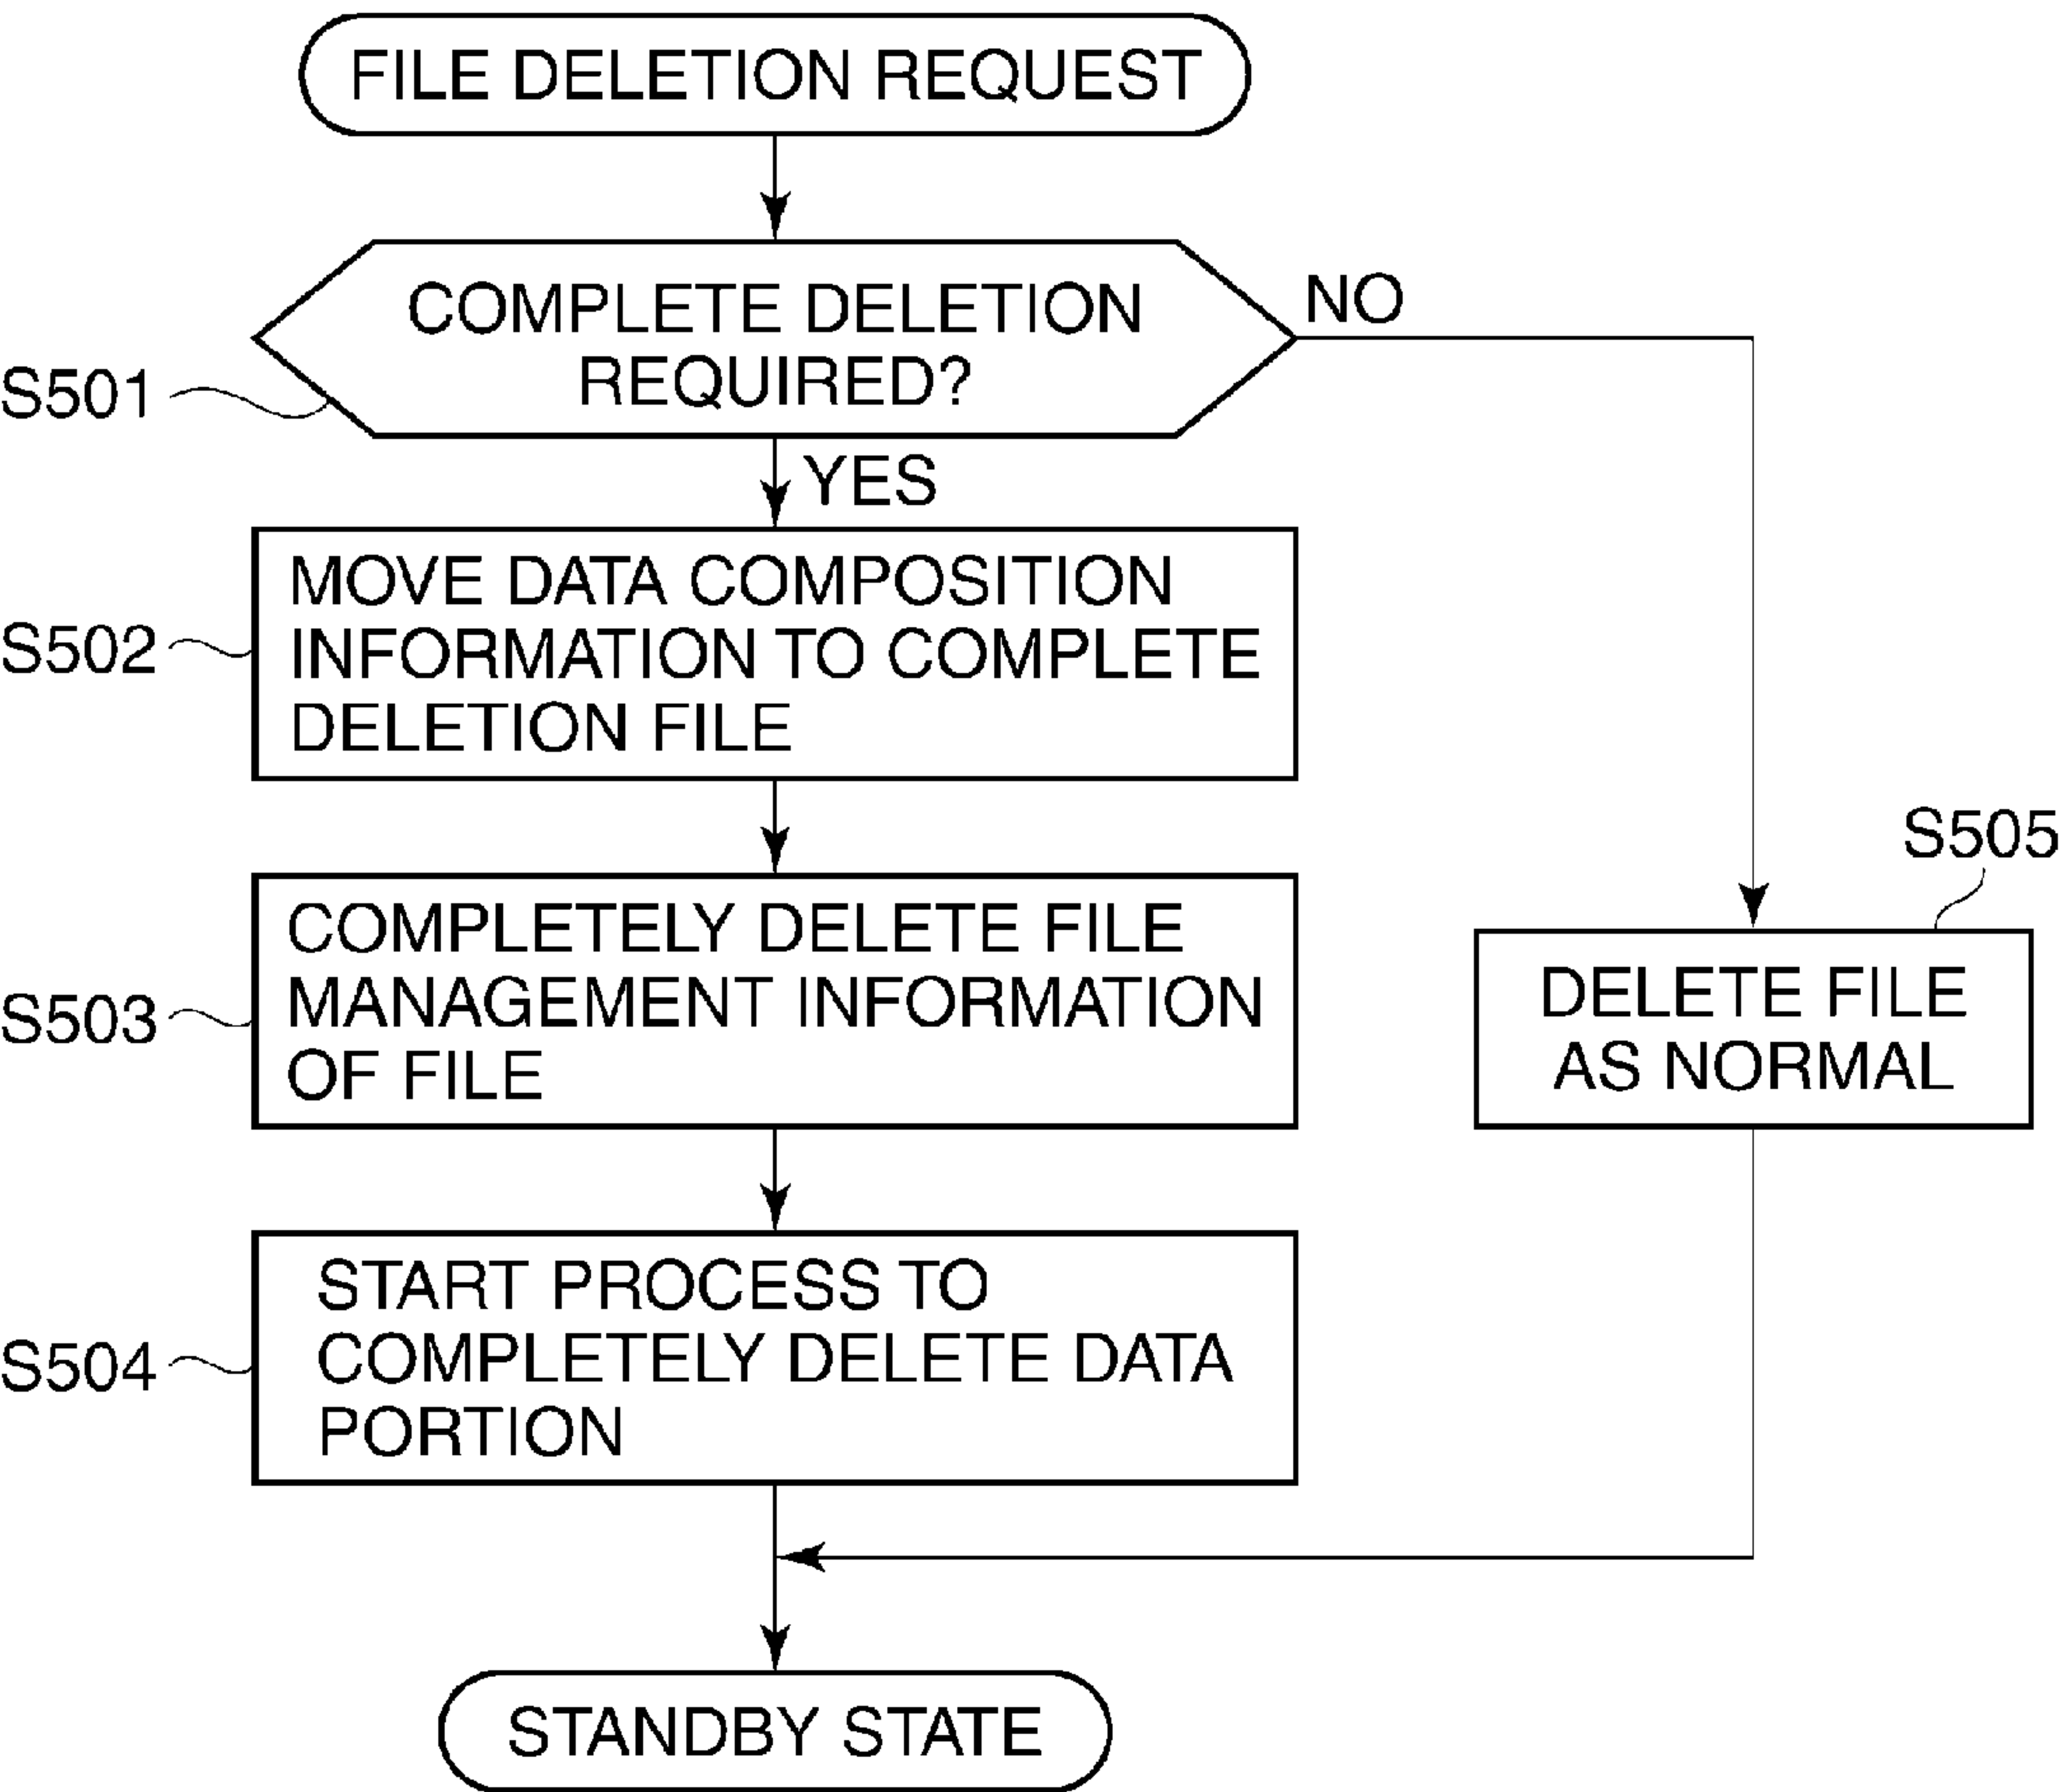 FILE DELETION REQUEST
COMPLETE DELETION
REQUIRED?
NO
S501
YES
MOVE DATA COMPOSITION
INFORMATION TO COMPLETE
DELETION FILE
S502
COMPLETELY DELETE FILE
MANAGEMENT INFORMATION
OF FILE
S503
S505
DELETE FILE
AS NORMAL
START PROCESS TO
COMPLETELY DELETE DATA
PORTION
S504
STANDBY STATE